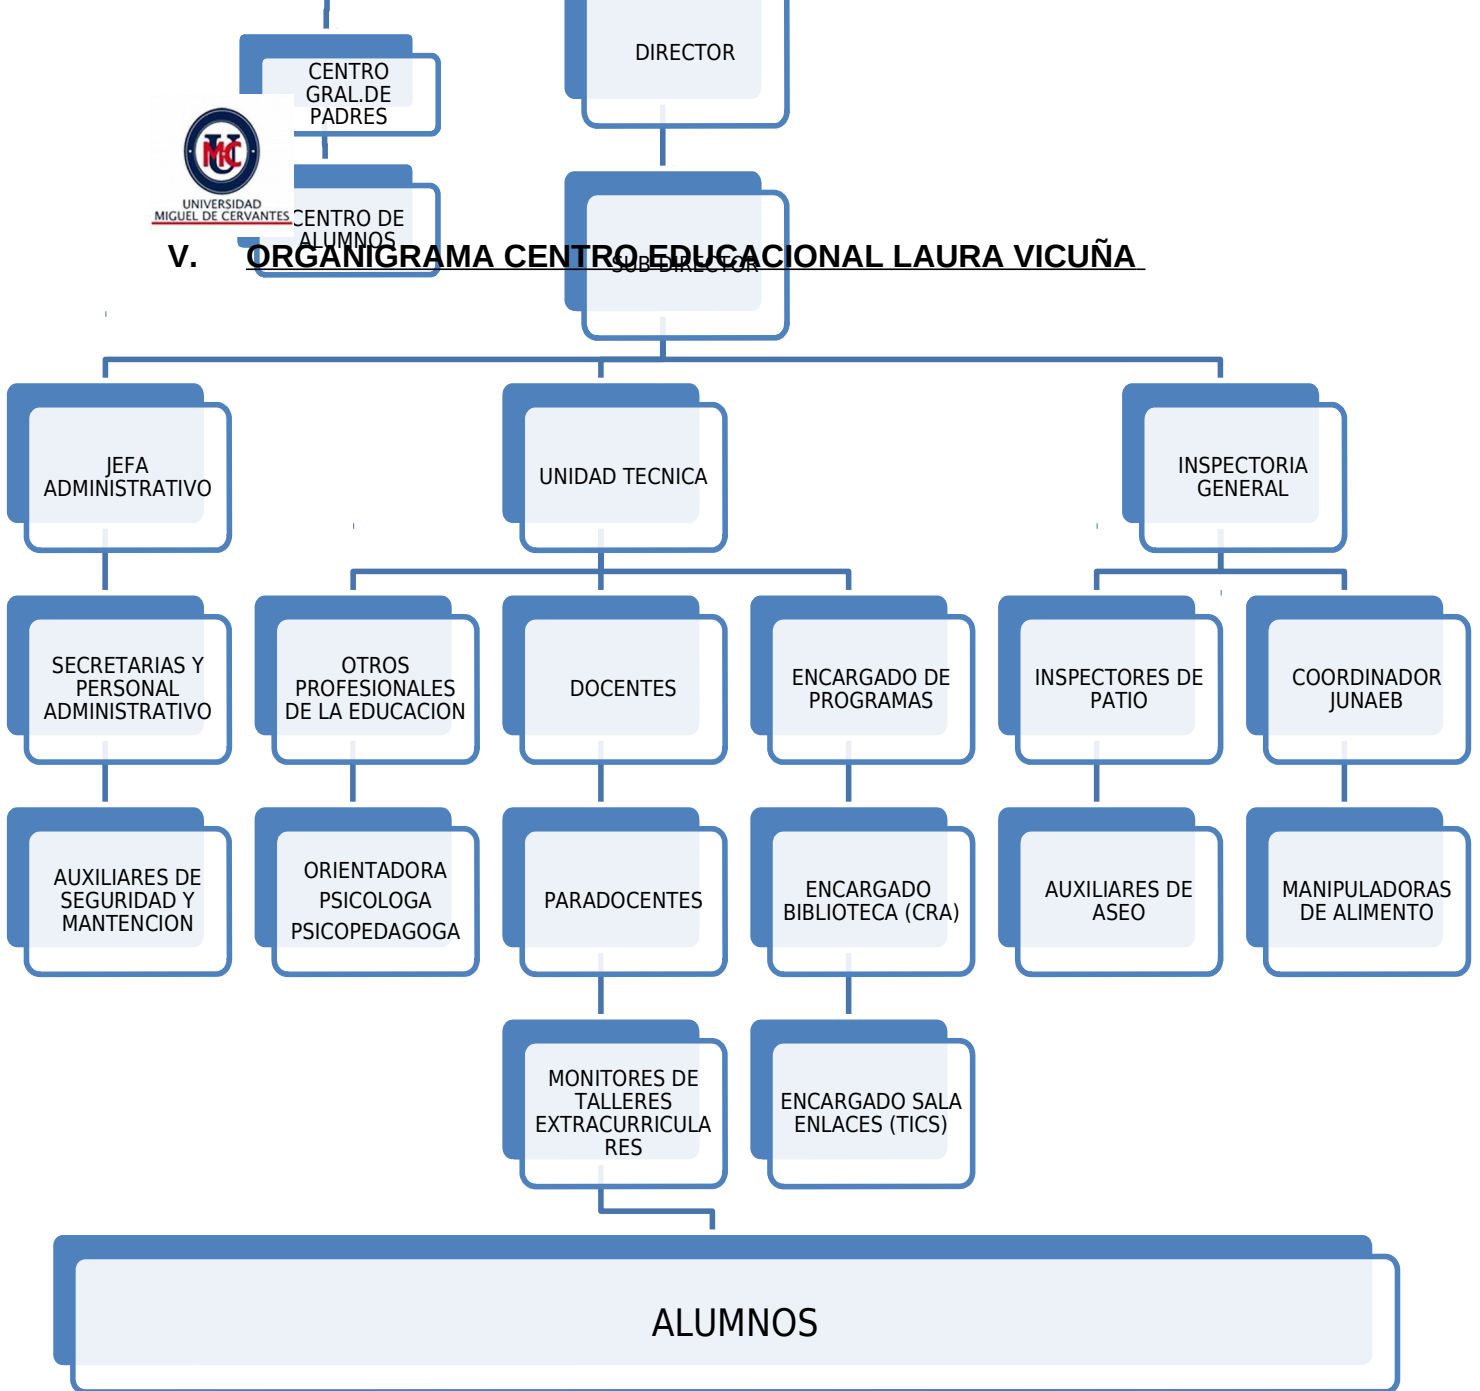 DIRECTOR
CENTRO
GRAL.DE
PADRES
UNIVERSIDAD
MIGUEL DE CERVANTES
CENTRO DE
ALUMNOS
V. ORGANIGRAMA CENTRO EDUCACIONAL LAURA VICUÑA
SUB DIRECTOR
JEFA
ADMINISTRATIVO
UNIDAD TECNICA
INSPECTORIA
GENERAL
SECRETARIAS Y
PERSONAL
ADMINISTRATIVO
OTROS
PROFESIONALES
DE LA EDUCACION
DOCENTES
ENCARGADO DE
PROGRAMAS
INSPECTORES DE
PATIO
COORDINADOR
JUNAEB
AUXILIARES DE
SEGURIDAD Y
MANTENCION
ORIENTADORA
PSICOLOGA
PSICOPEDAGOGA
PARADOCENTES
ENCARGADO
BIBLIOTECA (CRA)
AUXILIARES DE
ASEO
MANIPULADORAS
DE ALIMENTO
MONITORES DE
TALLERES
EXTRACURRICULA
RES
ENCARGADO SALA
ENLACES (TICS)
ALUMNOS